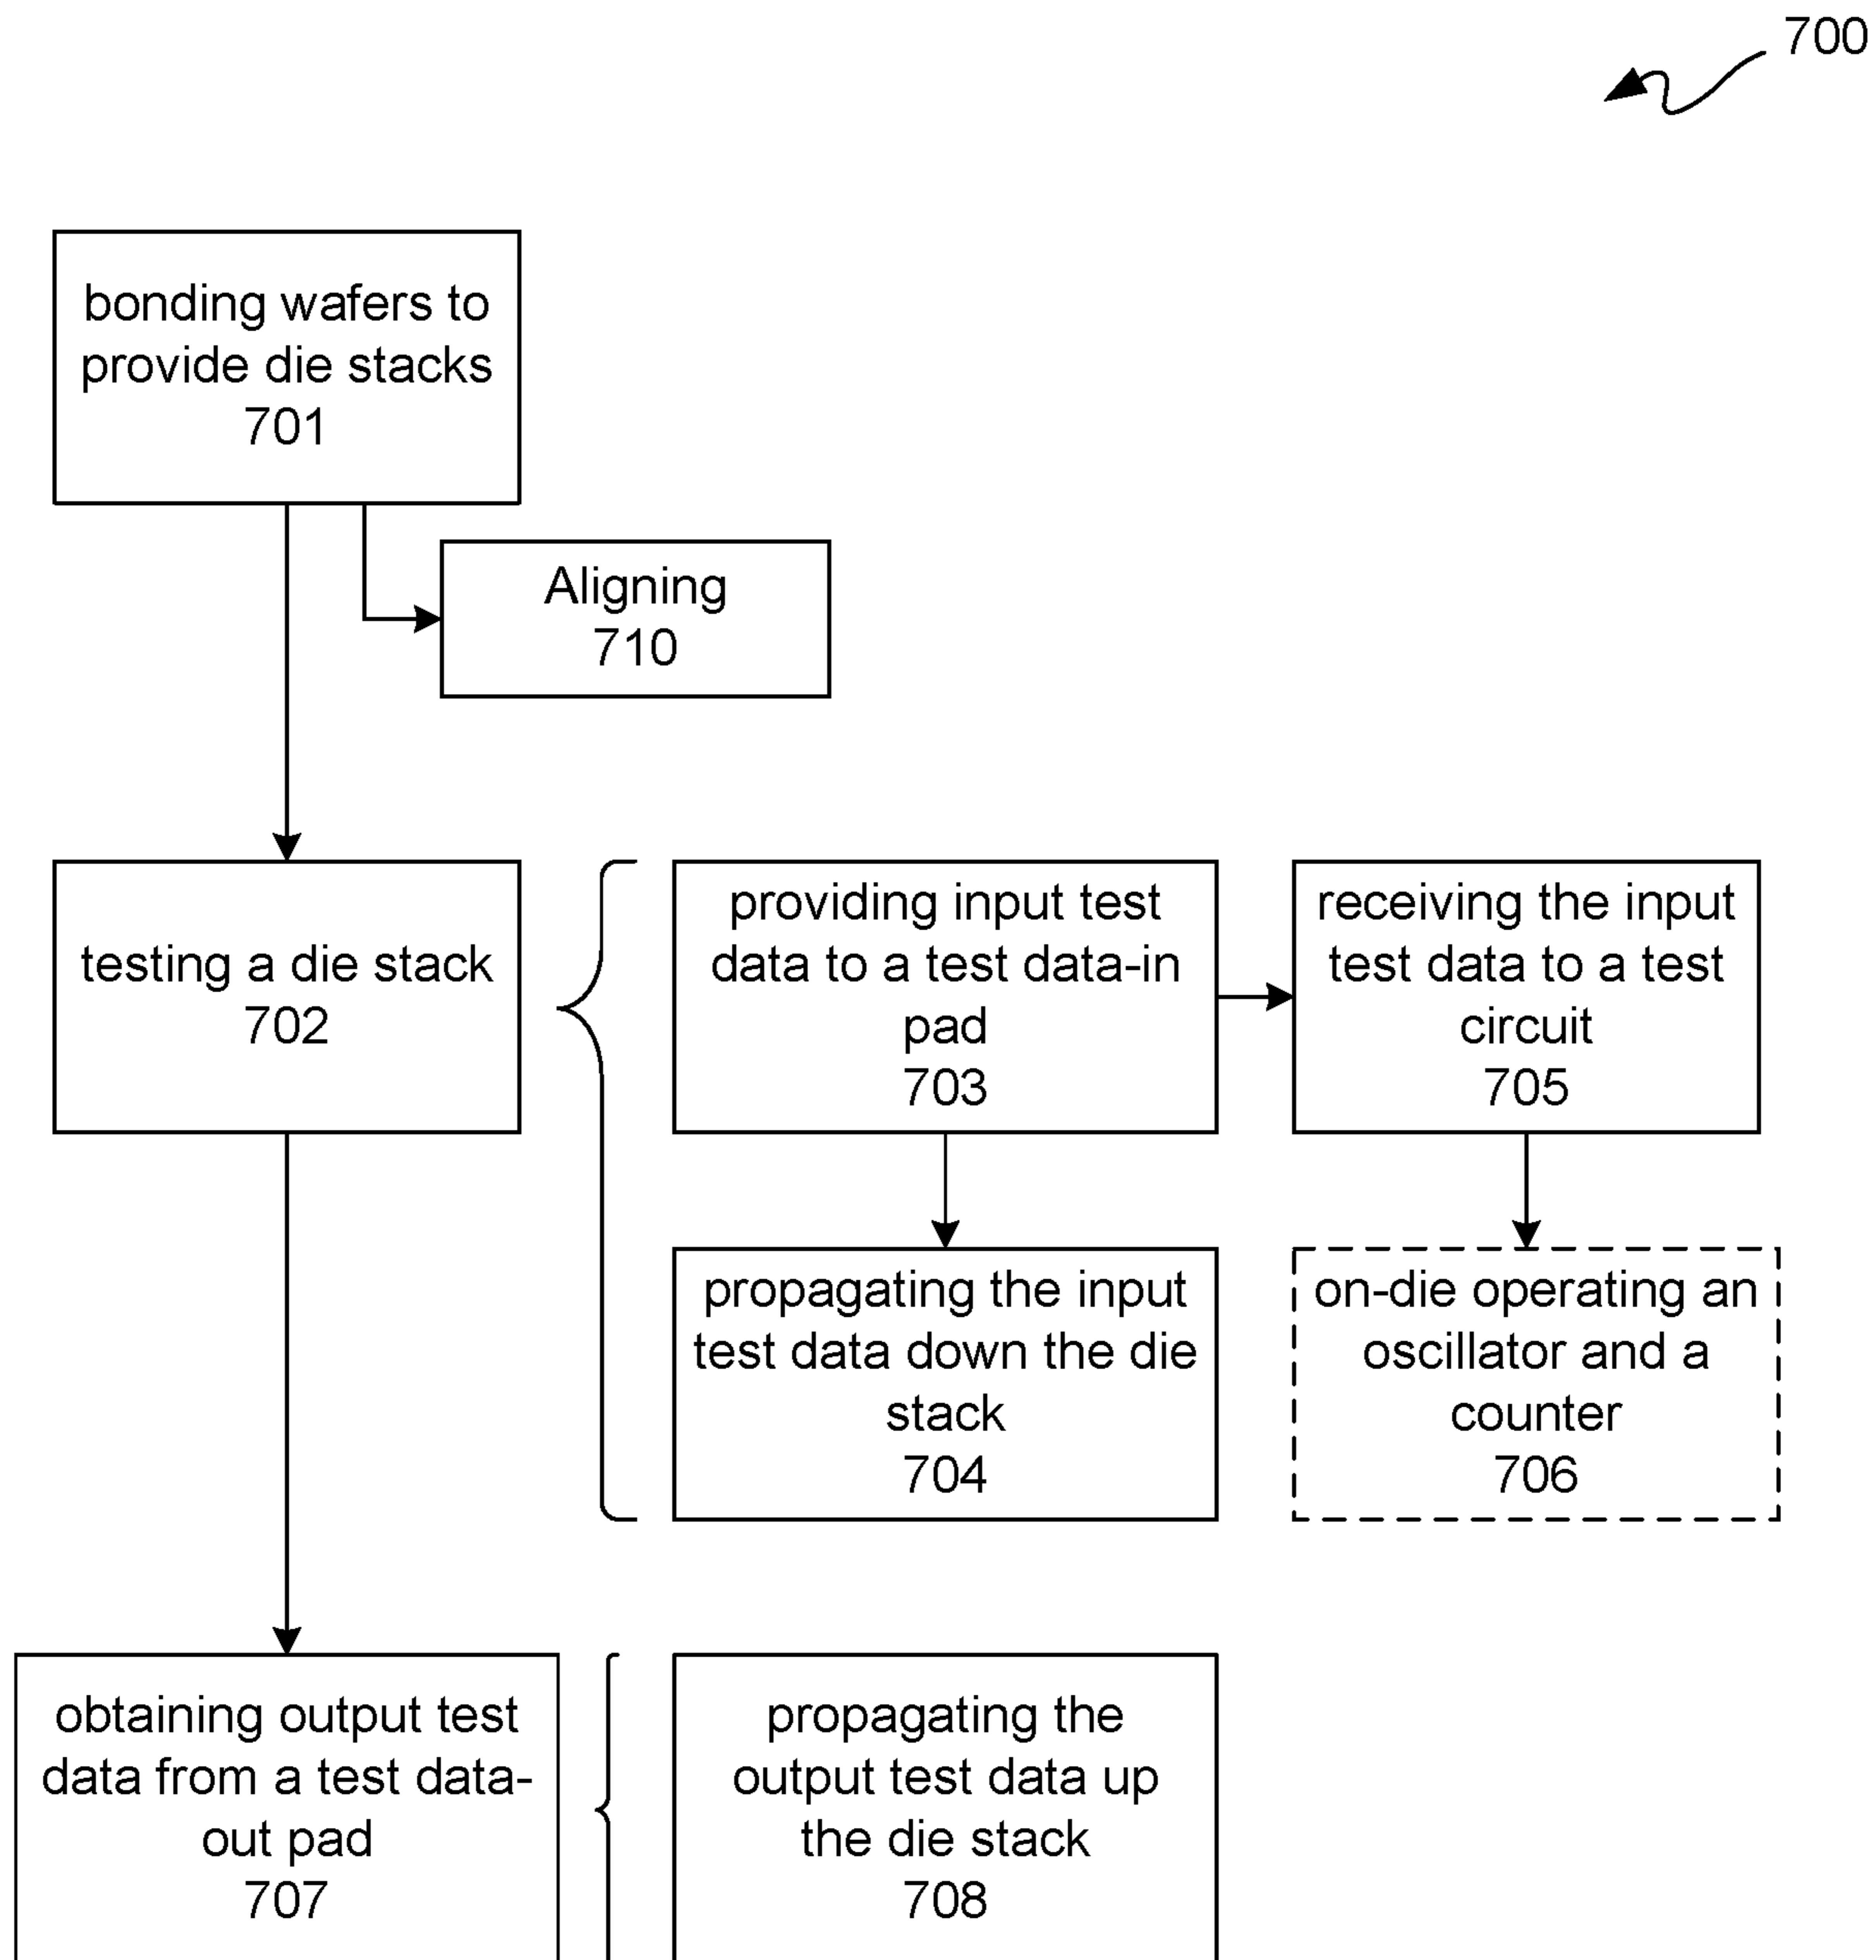 700
bonding wafers to
provide die stacks
701
Aligning
710
testing a die stack
702
providing input test
data to a test data-in
pad
703
receiving the input
test data to a test
circuit
705
propagating the input
test data down the die
stack
704
on-die operating an
oscillator and a
counter
706
obtaining output test
data from a test data-
out pad
707
propagating the
output test data up
the die stack
708